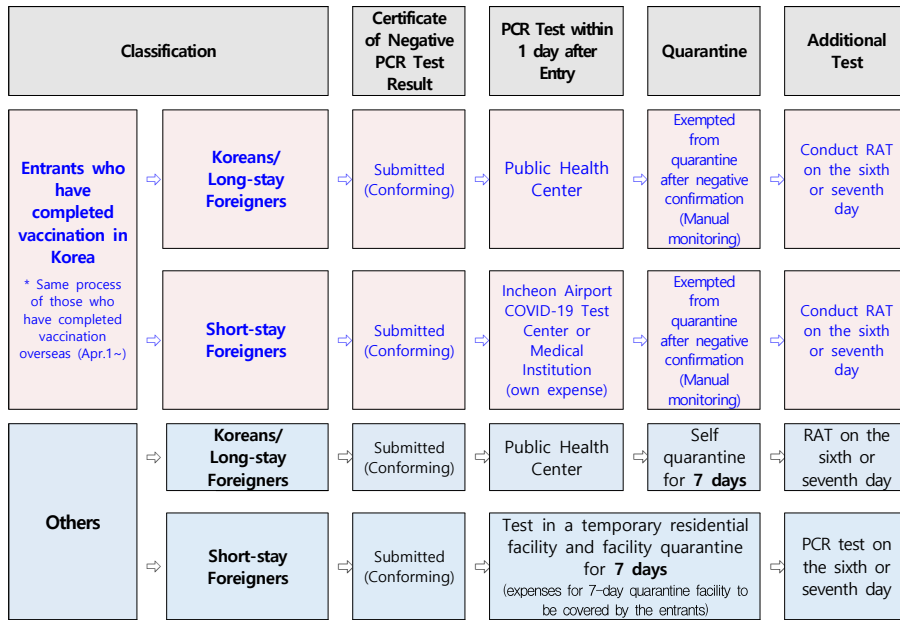 Classification
Certificate
of Negative
PCR Test
Result
PCR Test within
1 day after
Entry
Quarantine
Additional
Test
Entrants who
have
completed
vaccination in
Korea
* Same process
of those who
have completed
vaccination
overseas (Apr.1~)
Koreans/
Long-stay
Foreigners
Submitted
(Conforming)
Public Health
Center
Exempted
from
quarantine
after negative
confirmation
(Manual
monitoring)
Conduct RAT
on the sixth
or seventh
day
Short-stay
Foreigners
Submitted
(Conforming)
Incheon Airport
COVID-19 Test
Center or
Medical
Institution
(own expense)
Exempted
from
quarantine
after negative
confirmation
(Manual
monitoring)
Conduct RAT
on the sixth
or seventh
day
Others
Koreans/
Long-stay
Foreigners
Submitted
(Conforming)
Public Health
Center
Self
quarantine
for 7 days
RAT on the
sixth or
seventh day
Short-stay
Foreigners
Submitted
(Conforming)
Test in a temporary residential
facility and facility quarantine
for 7 days
(expenses for 7-day quarantine facility to
be covered by the entrants)
PCR test on
the sixth or
seventh day